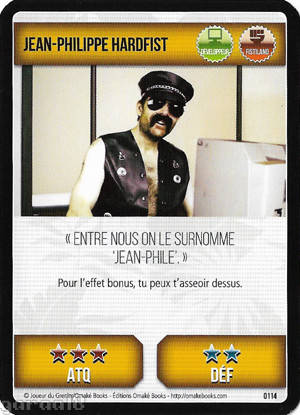 JEAN-PHILIPPE HARDFIST
DÉVELOPPEUR
FISTILAND
« ENTRE NOUS ON LE SURNOMME
'JEAN-PHILE'. »
Pour l'effet bonus, tu peux t'asseoir dessus.
ATQ
DÉF
© Joueur du Grenier/Omaké Books - Éditions Omaké Books - http://omakebooks.com
0114